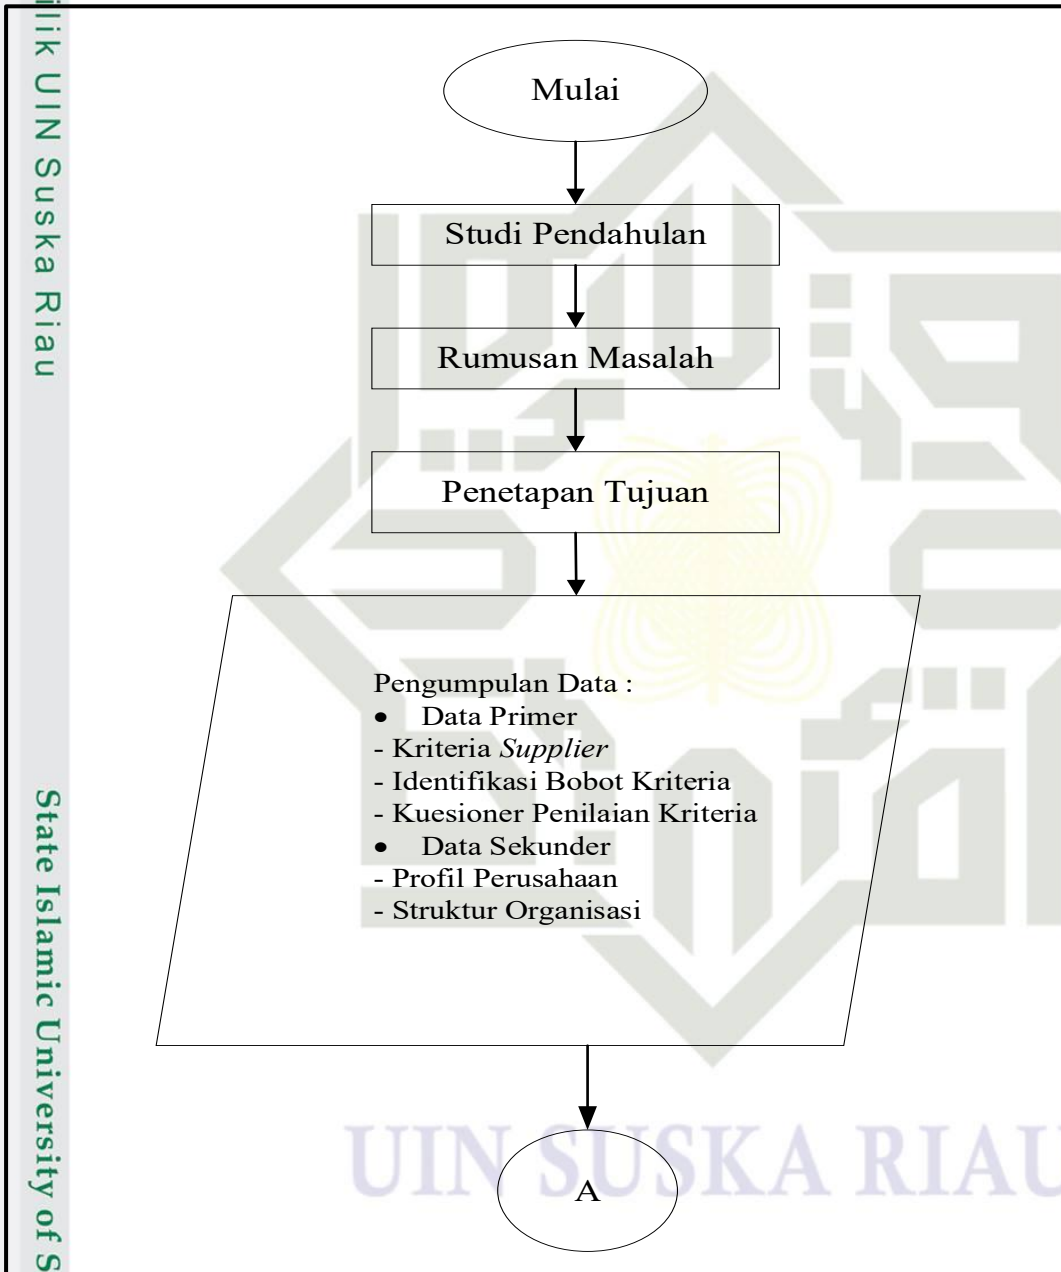 Mulai
Studi Pendahulan
Rumusan Masalah
Penetapan Tujuan
Pengumpulan Data :
• Data Primer
- Kriteria Supplier
- Identifikasi Bobot Kriteria
- Kuesioner Penilaian Kriteria
• Data Sekunder
- Profil Perusahaan
- Struktur Organisasi
A
UIN SUSKA RIAU
ilik UIN Suska Riau
State Islamic University of S